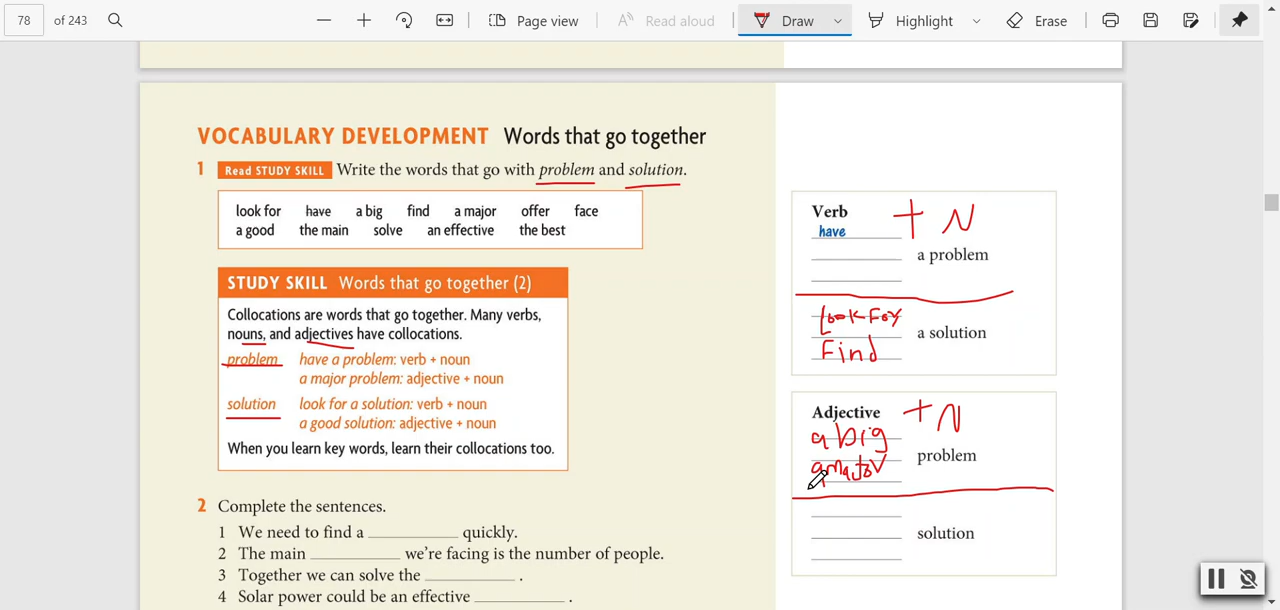 78 of 243 Page view Read aloud Draw Highlight Erase
VOCABULARY DEVELOPMENT Words that go together
1 Read STUDY SKILL Write the words that go with problem and solution.
look for have a big find a major offer face
a good the main solve an effective the best
STUDY SKILL Words that go together (2)
Collocations are words that go together. Many verbs,
nouns, and adjectives have collocations.
problem have a problem: verb + noun
a major problem: adjective + noun
solution look for a solution: verb + noun
a good solution: adjective + noun
When you learn key words, learn their collocations too.
2 Complete the sentences.
1 We need to find a quickly.
2 The main we're facing is the number of people.
3 Together we can solve the .
4 Solar power could be an effective .
Verb + N
have
a problem
Look For
a solution
Find
Adjective + N
a big
problem
a major
solution